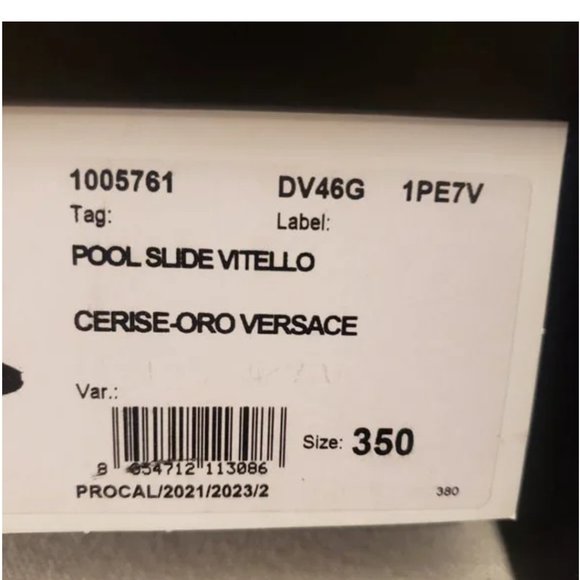 1005761 DV46G 1PE7V
Tag: Label:
POOL SLIDE VITELLO
CERISE-ORO VERSACE
Var.:
Size: 350
8 054712 113086
PROCAL/2021/2023/2 380